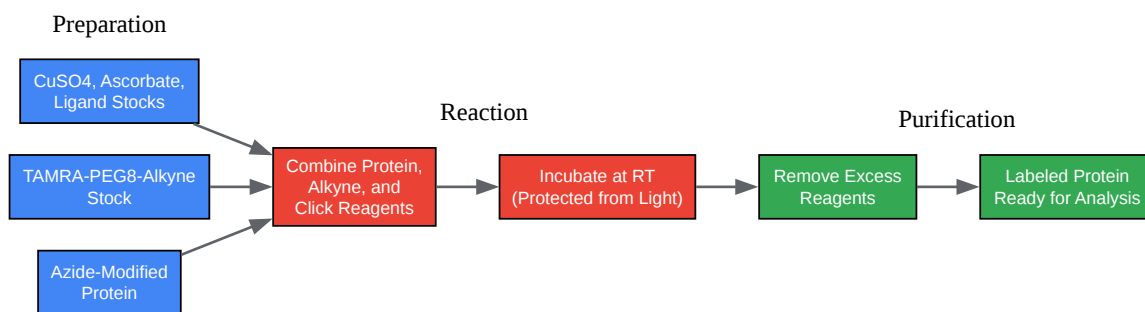 Preparation
CuSO4, Ascorbate,
Ligand Stocks
TAMRA-PEG8-Alkyne
Stock
Azide-Modified
Protein
Reaction
Combine Protein,
Alkyne, and
Click Reagents
Incubate at RT
(Protected from Light)
Purification
Remove Excess
Reagents
Labeled Protein
Ready for Analysis